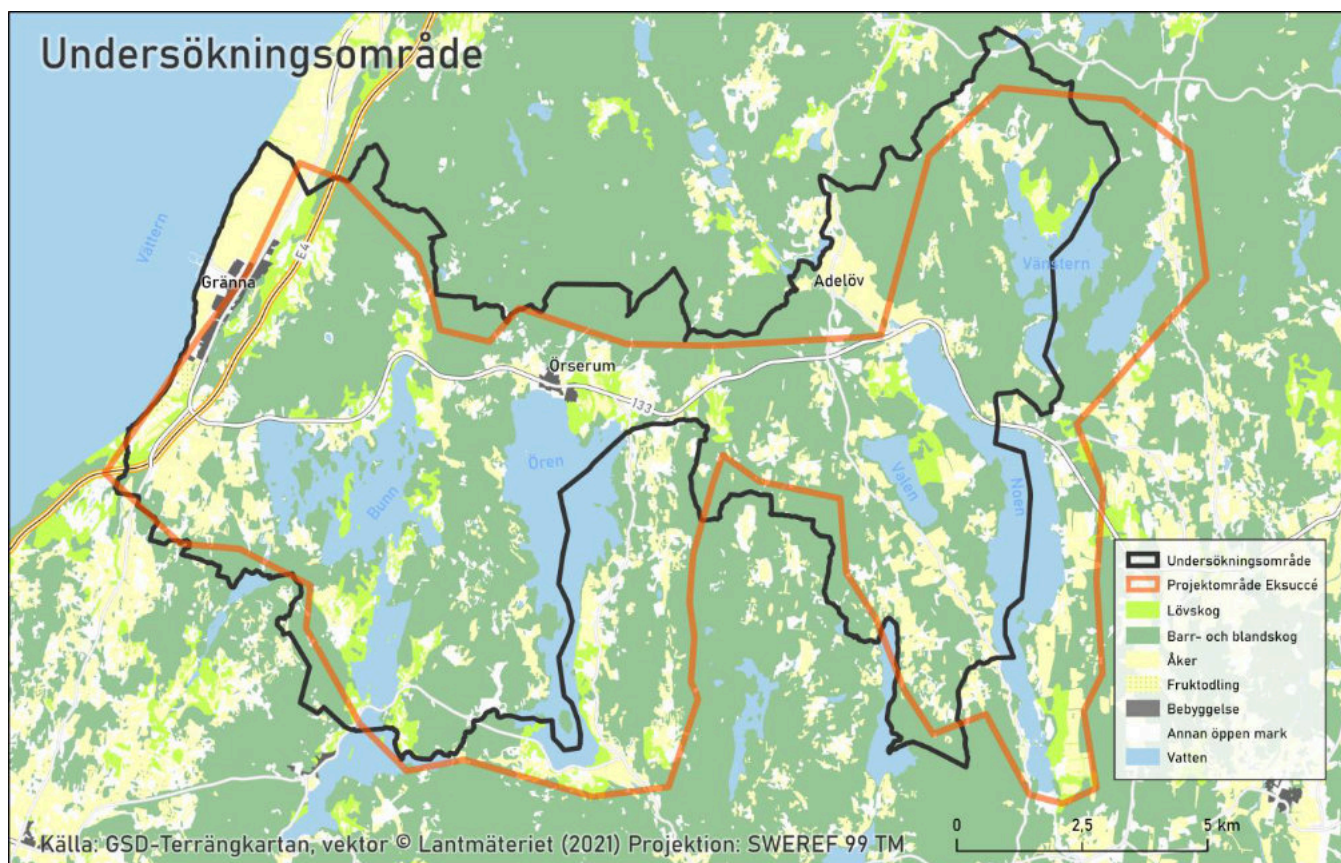 Undersökningsområde
Vättern
E4
Gränna
Adelöv
Vänstern
Örserum
133
Ören
Bunn
Valen
Noen
Undersökningsområde
Projektområde Eksuccé
Lövskog
Barr- och blandskog
Åker
Fruktodling
Bebyggelse
Annan öppen mark
Vatten
0 2,5 5 km
Källa: GSD-Terrängkartan, vektor © Lantmäteriet (2021) Projektion: SWEREF 99 TM